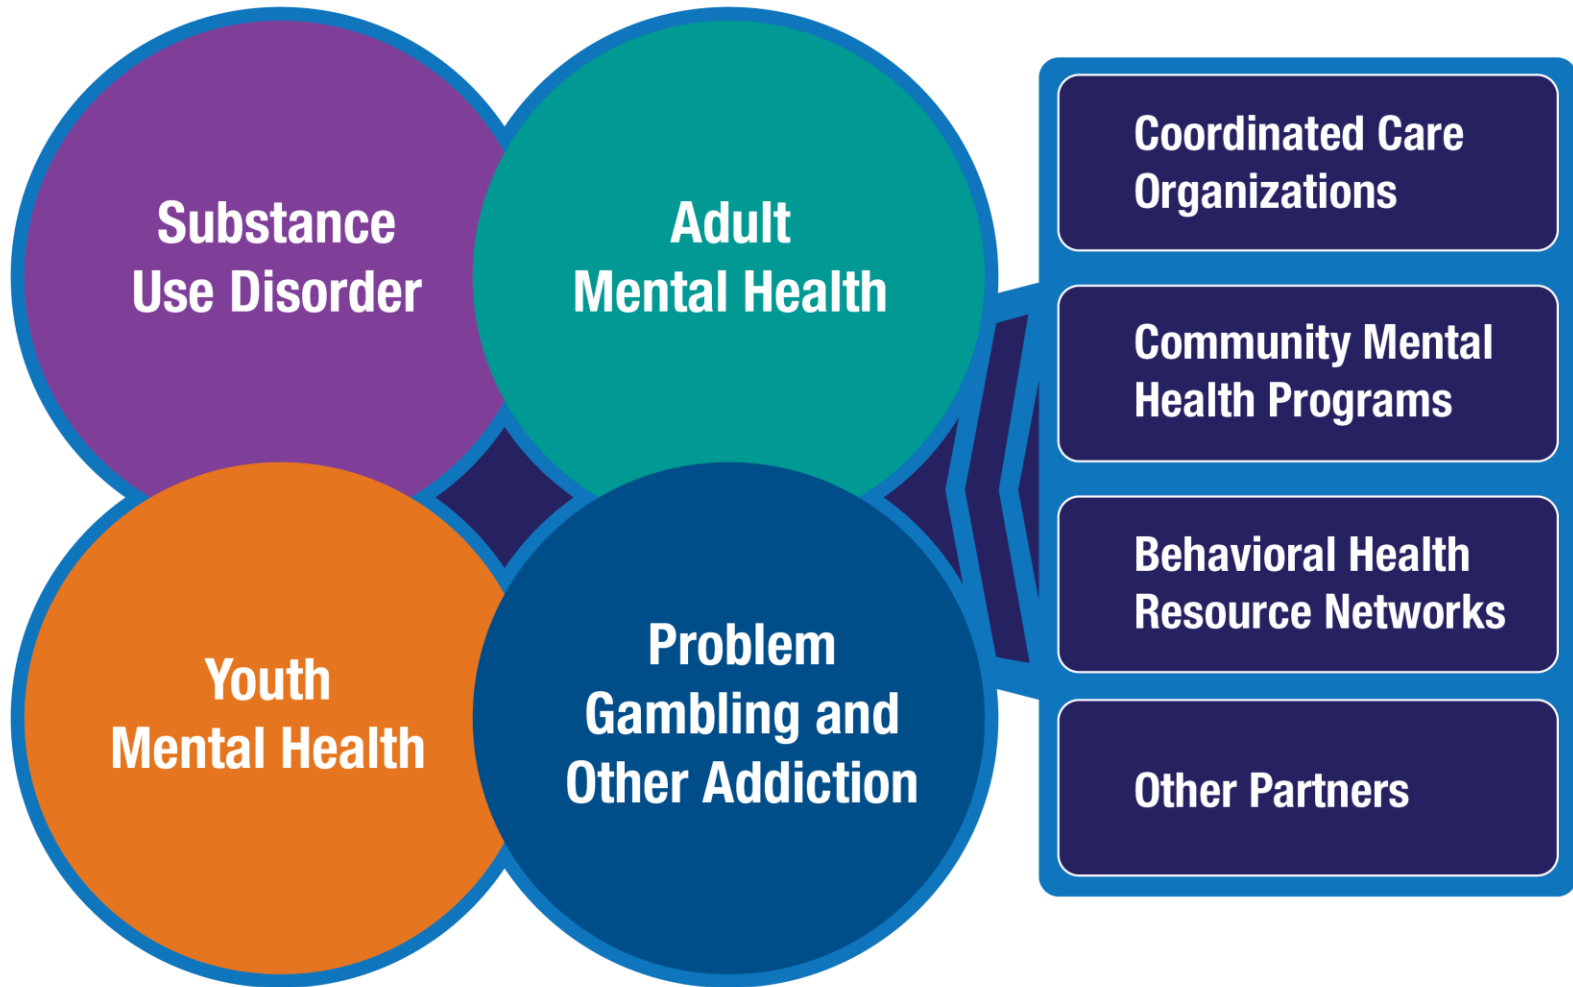 Substance
Use Disorder
Adult
Mental Health
Youth
Mental Health
Problem
Gambling and
Other Addiction
Coordinated Care
Organizations
Community Mental
Health Programs
Behavioral Health
Resource Networks
Other Partners